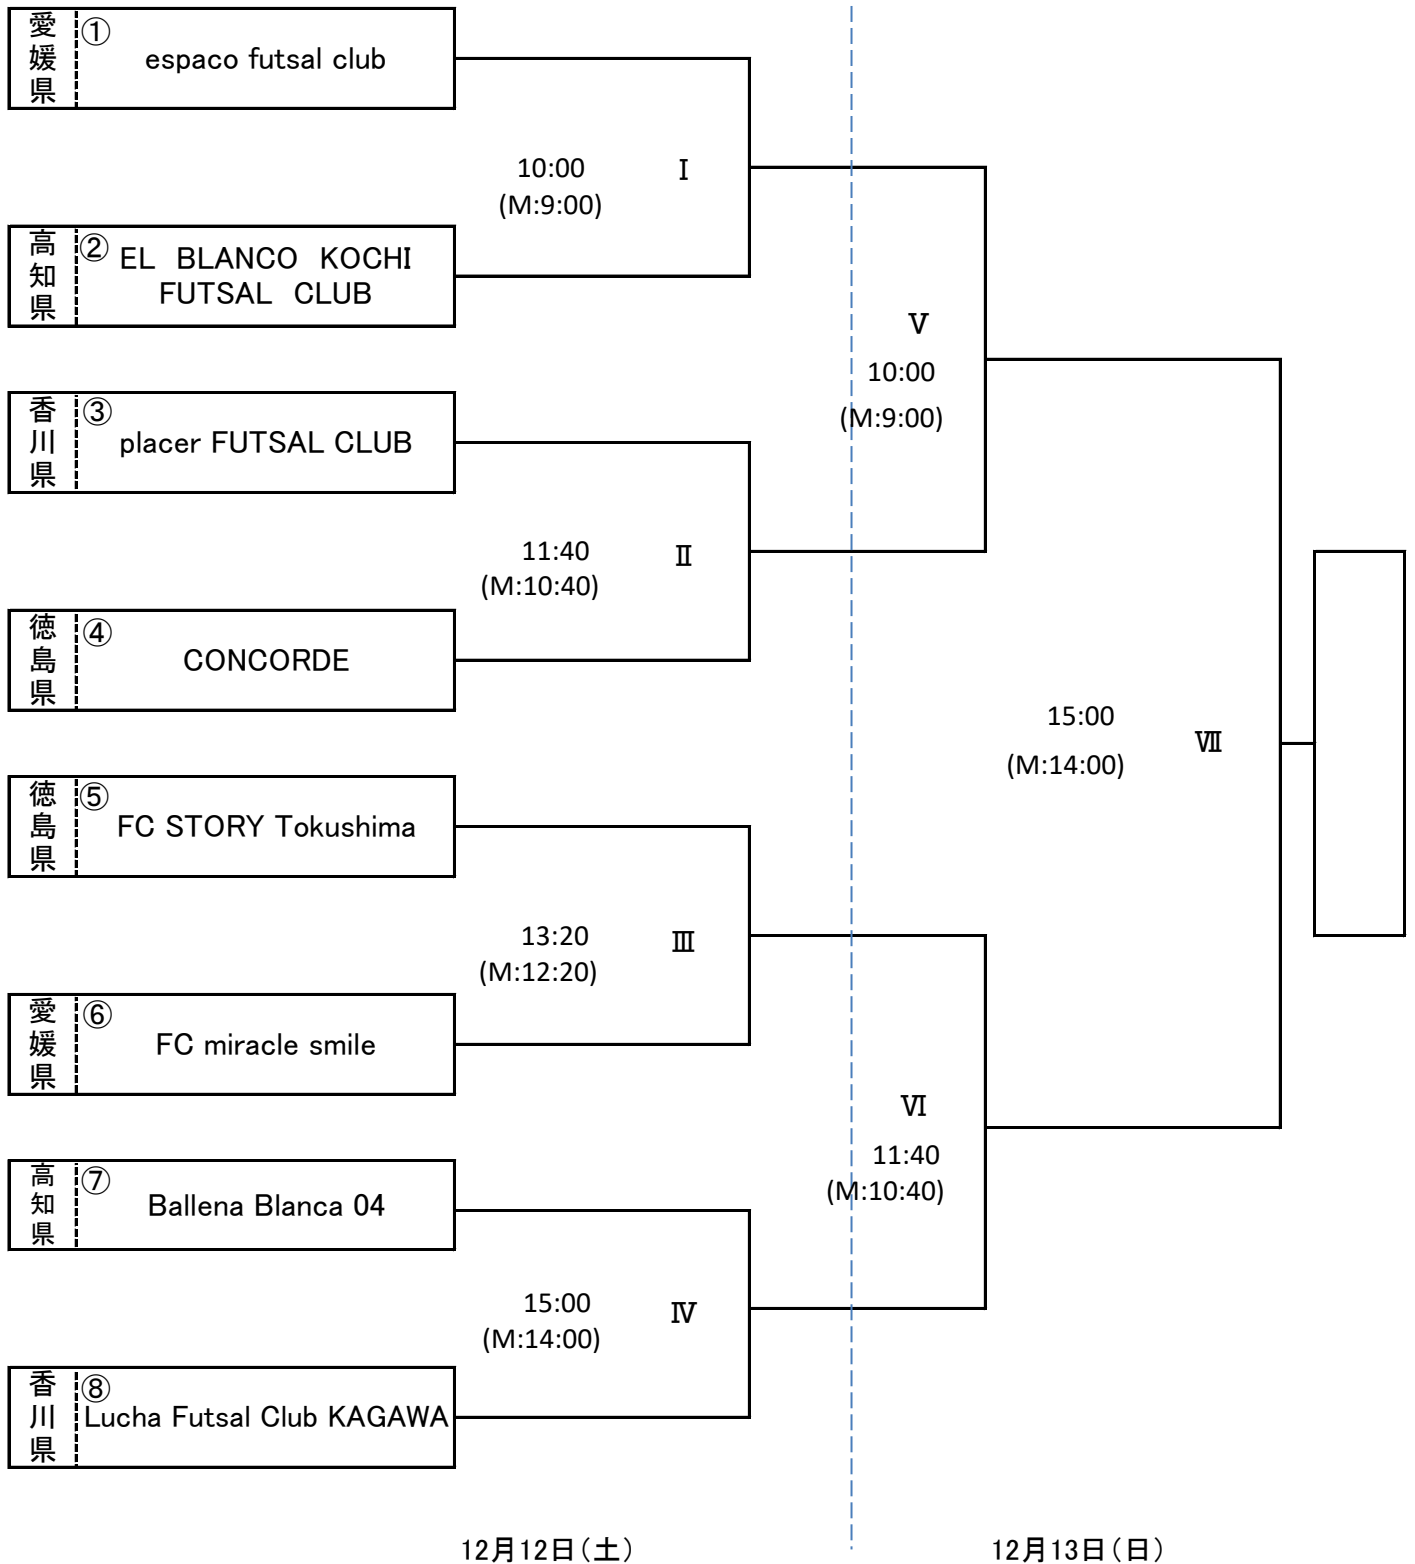 愛媛県
①
espaco futsal club
10:00
(M:9:00)
Ⅰ
高知県
②
EL　BLANCO　KOCHI
FUTSAL　CLUB
Ⅴ
10:00
(M:9:00)
香川県
③
placer FUTSAL CLUB
11:40
(M:10:40)
Ⅱ
徳島県
④
CONCORDE
15:00
(M:14:00)
Ⅶ
徳島県
⑤
FC STORY Tokushima
13:20
(M:12:20)
Ⅲ
愛媛県
⑥
FC miracle smile
Ⅵ
11:40
(M:10:40)
高知県
⑦
Ballena Blanca 04
15:00
(M:14:00)
Ⅳ
香川県
⑧
Lucha Futsal Club KAGAWA
12月12日（土）
12月13日（日）